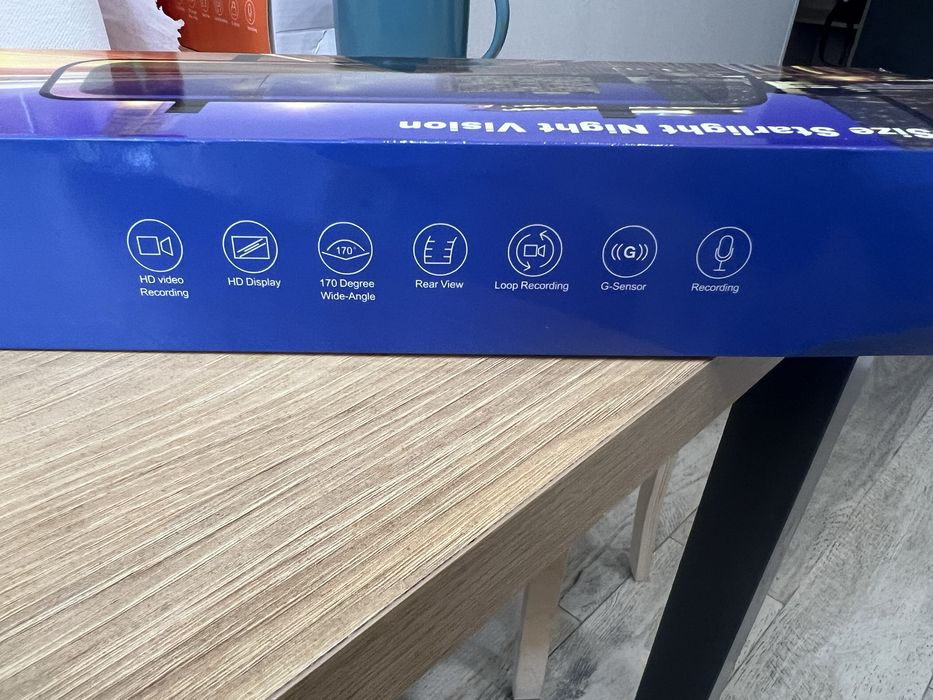 Size Starlight Night Vision
170°
G
HD video
Recording
HD Display
170 Degree
Wide-Angle
Rear View
Loop Recording
G-Sensor
Recording